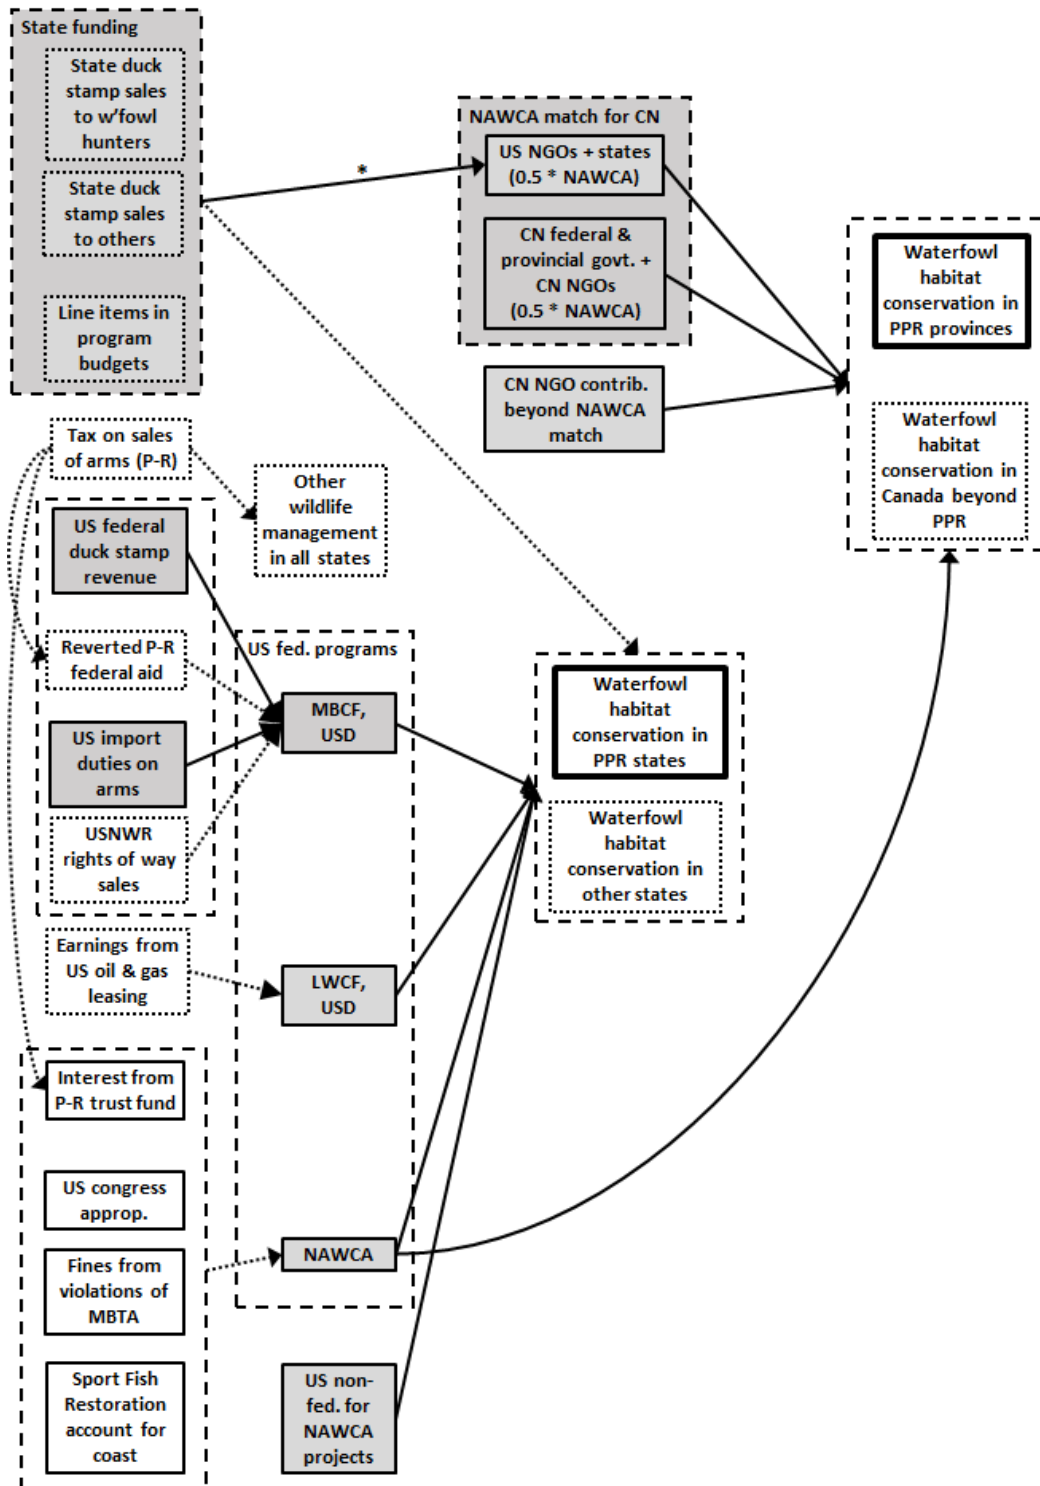 State funding
State duck
stamp sales
to w'fowl
hunters
State duck
stamp sales
to others
Line items in
program
budgets
*
NAWCA match for CN
US NGOs + states
(0.5 * NAWCA)
CN federal &
provincial govt. +
CN NGOs
(0.5 * NAWCA)
CN NGO contrib.
beyond NAWCA
match
Waterfowl
habitat
conservation in
PPR provinces
Waterfowl
habitat
conservation in
Canada beyond
PPR
Tax on sales
of arms (P-R)
Other
wildlife
management
in all states
US federal
duck stamp
revenue
Reverted P-R
federal aid
US import
duties on
arms
USNWR
rights of way
sales
US fed. programs
MBCF,
USD
Waterfowl
habitat
conservation in
PPR states
Waterfowl
habitat
conservation in
other states
Earnings from
US oil & gas
leasing
LWCF,
USD
Interest from
P-R trust fund
US congress
approp.
Fines from
violations of
MBTA
Sport Fish
Restoration
account for
coast
NAWCA
US non-
fed. for
NAWCA
projects